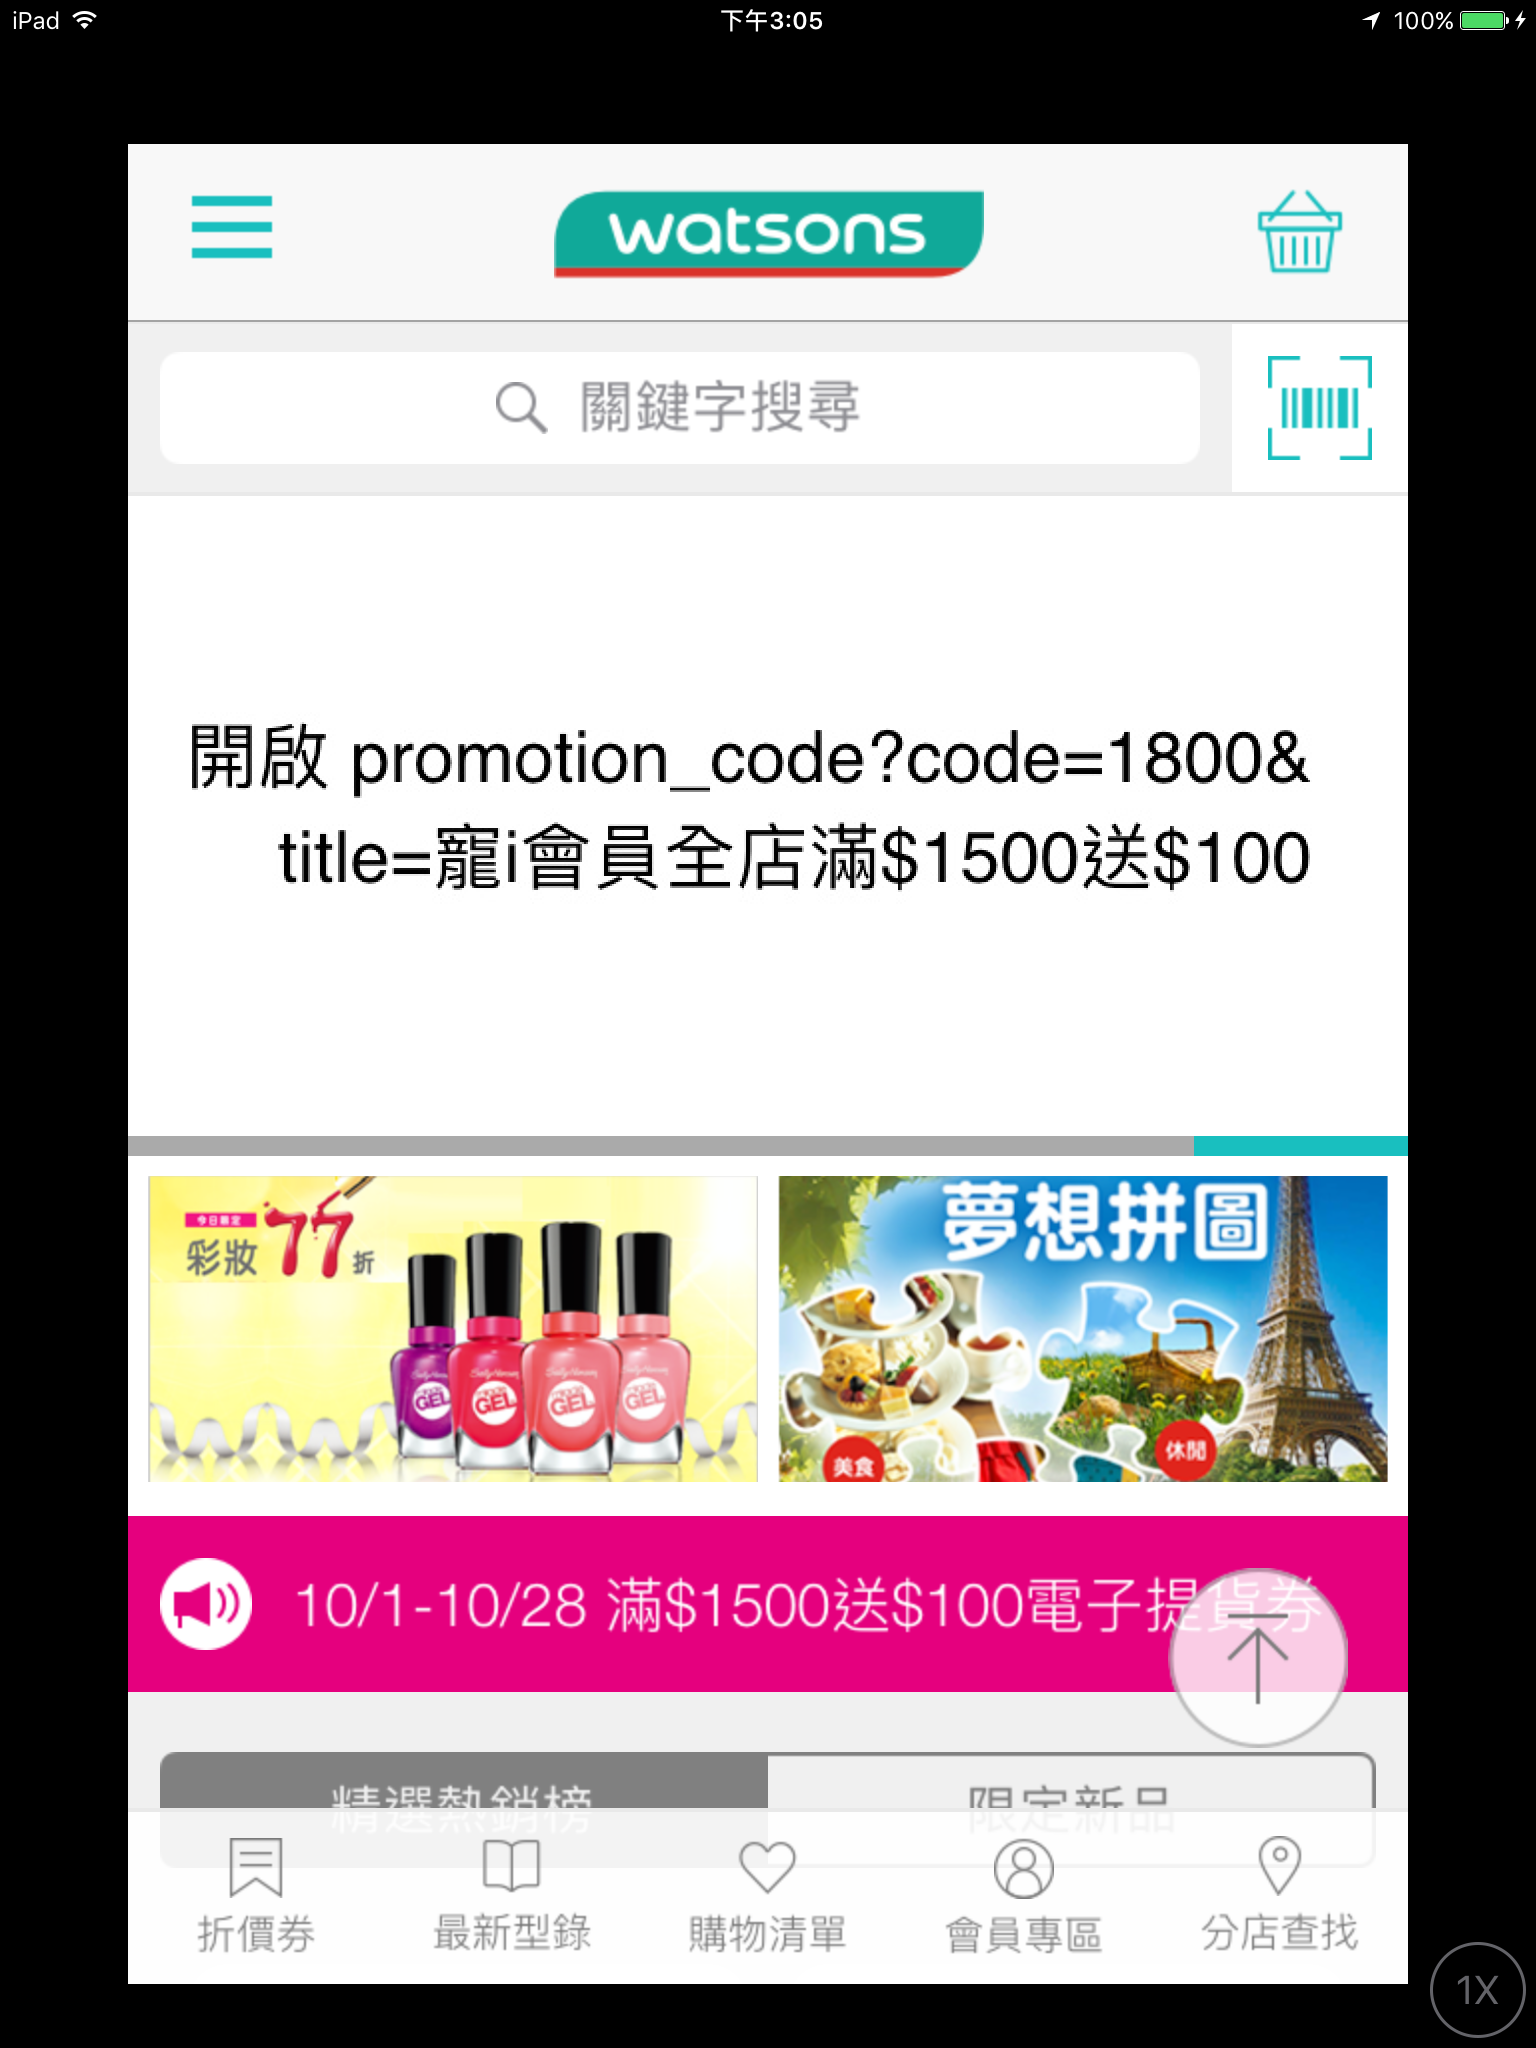 iPad 下午3:05 100%
watsons
關鍵字搜尋
開啟 promotion_code?code=1800&
title=寵i會員全店滿$1500送$100
今日限定
彩妝 77 折
夢想拼圖
GEL GEL GEL GEL
美食
休閒
10/1-10/28 滿$1500送$100電子提貨券
精選熱銷榜 限定新品
折價券 最新型錄 購物清單 會員專區 分店查找
1X